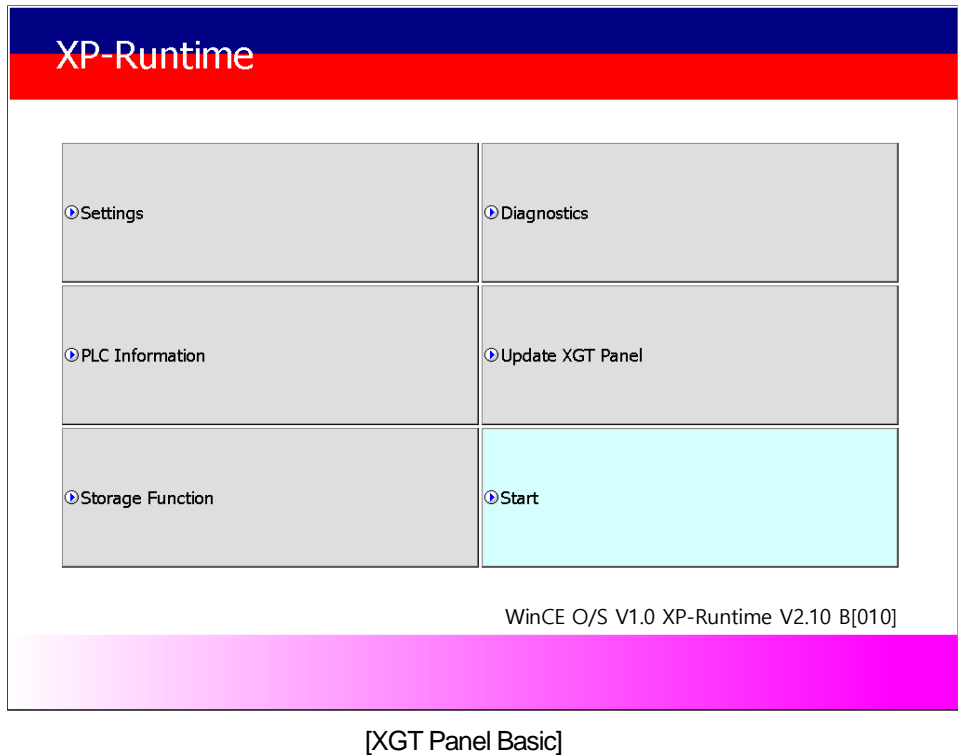 XP-Runtime
Settings
Diagnostics
PLC Information
Update XGT Panel
Storage Function
Start
WinCE O/S V1.0 XP-Runtime V2.10 B[010]
[XGT Panel Basic]